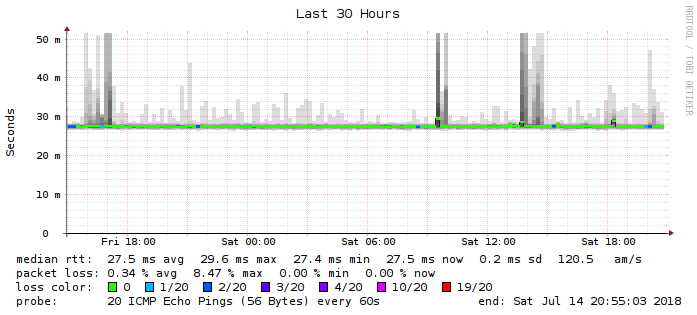 Last 30 Hours
RRDTOOL / TOBI OETIKER
Seconds
50 m
40 m
30 m
20 m
10 m
0
Fri 18:00 Sat 00:00 Sat 06:00 Sat 12:00 Sat 18:00
median rtt: 27.5 ms avg 29.6 ms max 27.4 ms min 27.5 ms now 0.2 ms sd 120.5 am/s
packet loss: 0.34 % avg 8.47 % max 0.00 % min 0.00 % now
loss color: 0 1/20 2/20 3/20 4/20 10/20 19/20
probe: 20 ICMP Echo Pings (56 Bytes) every 60s end: Sat Jul 14 20:55:03 2018